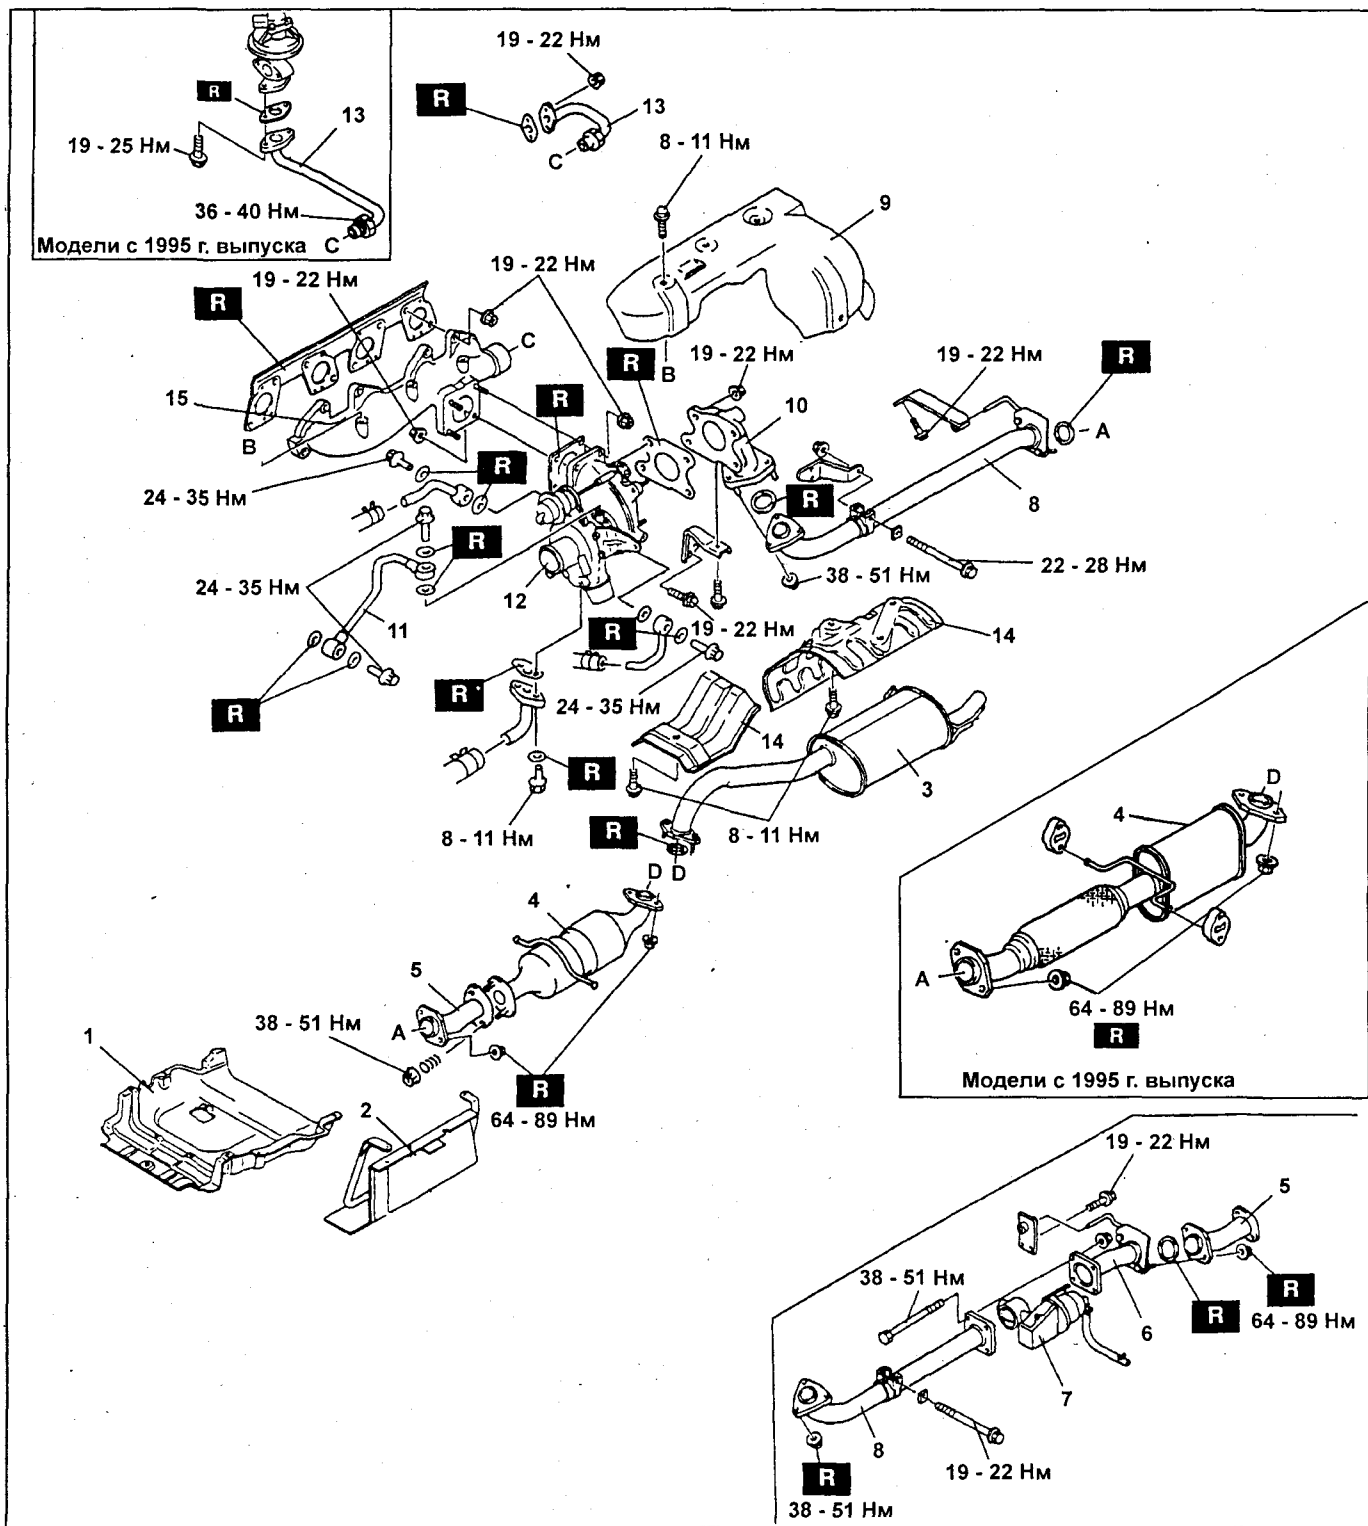 19 - 22 Нм
R
13
8 - 11 Нм
C
R
13
19 - 25 Нм
36 - 40 Нм
Модели с 1995 г. выпуска
C
9
19 - 22 Нм
19 - 22 Нм
R
C
B
R
19 - 22 Нм
19 - 22 Нм
R
15
R
10
A
B
R
24 - 35 Нм
R
8
R
12
38 - 51 Нм
22 - 28 Нм
24 - 35 Нм
11
R
19 - 22 Нм
14
R
R
24 - 35 Нм
14
R
3
8 - 11 Нм
R
8 - 11 Нм
D
D
4
5
A
38 - 51 Нм
R
64 - 89 Нм
1
2
D
4
A
64 - 89 Нм
R
Модели с 1995 г. выпуска
19 - 22 Нм
5
38 - 51 Нм
R
R
64 - 89 Нм
6
7
8
19 - 22 Нм
R
38 - 51 Нм